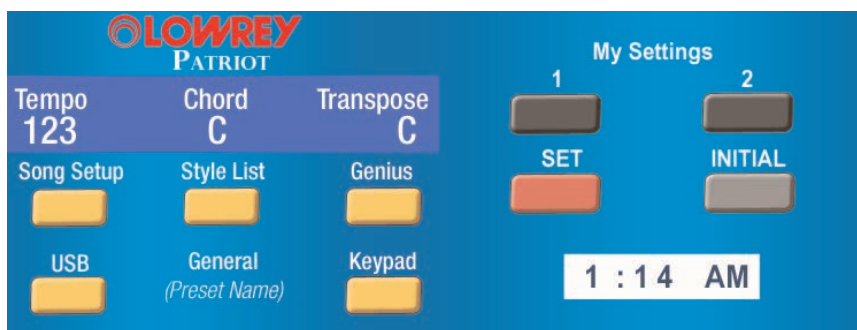 LOWREY
PATRIOT
Tempo Chord Transpose
123 C C
Song Setup Style List Genius
USB General Keypad
(Preset Name)
My Settings
1 2
SET INITIAL
1:14 AM